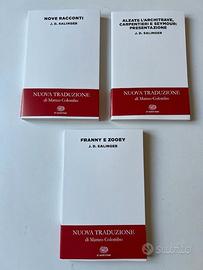 NOVE RACCONTI
J. D. SALINGER
NUOVA TRADUZIONE
di Matteo Colombo
ALZATE L'ARCHITRAVE,
CARPENTIERI E SEYMOUR:
PRESENTAZIONE
J. D. SALINGER
NUOVA TRADUZIONE
di Matteo Colombo
FRANNY E ZOOEY
J. D. SALINGER
NUOVA TRADUZIONE
di Matteo Colombo
subito